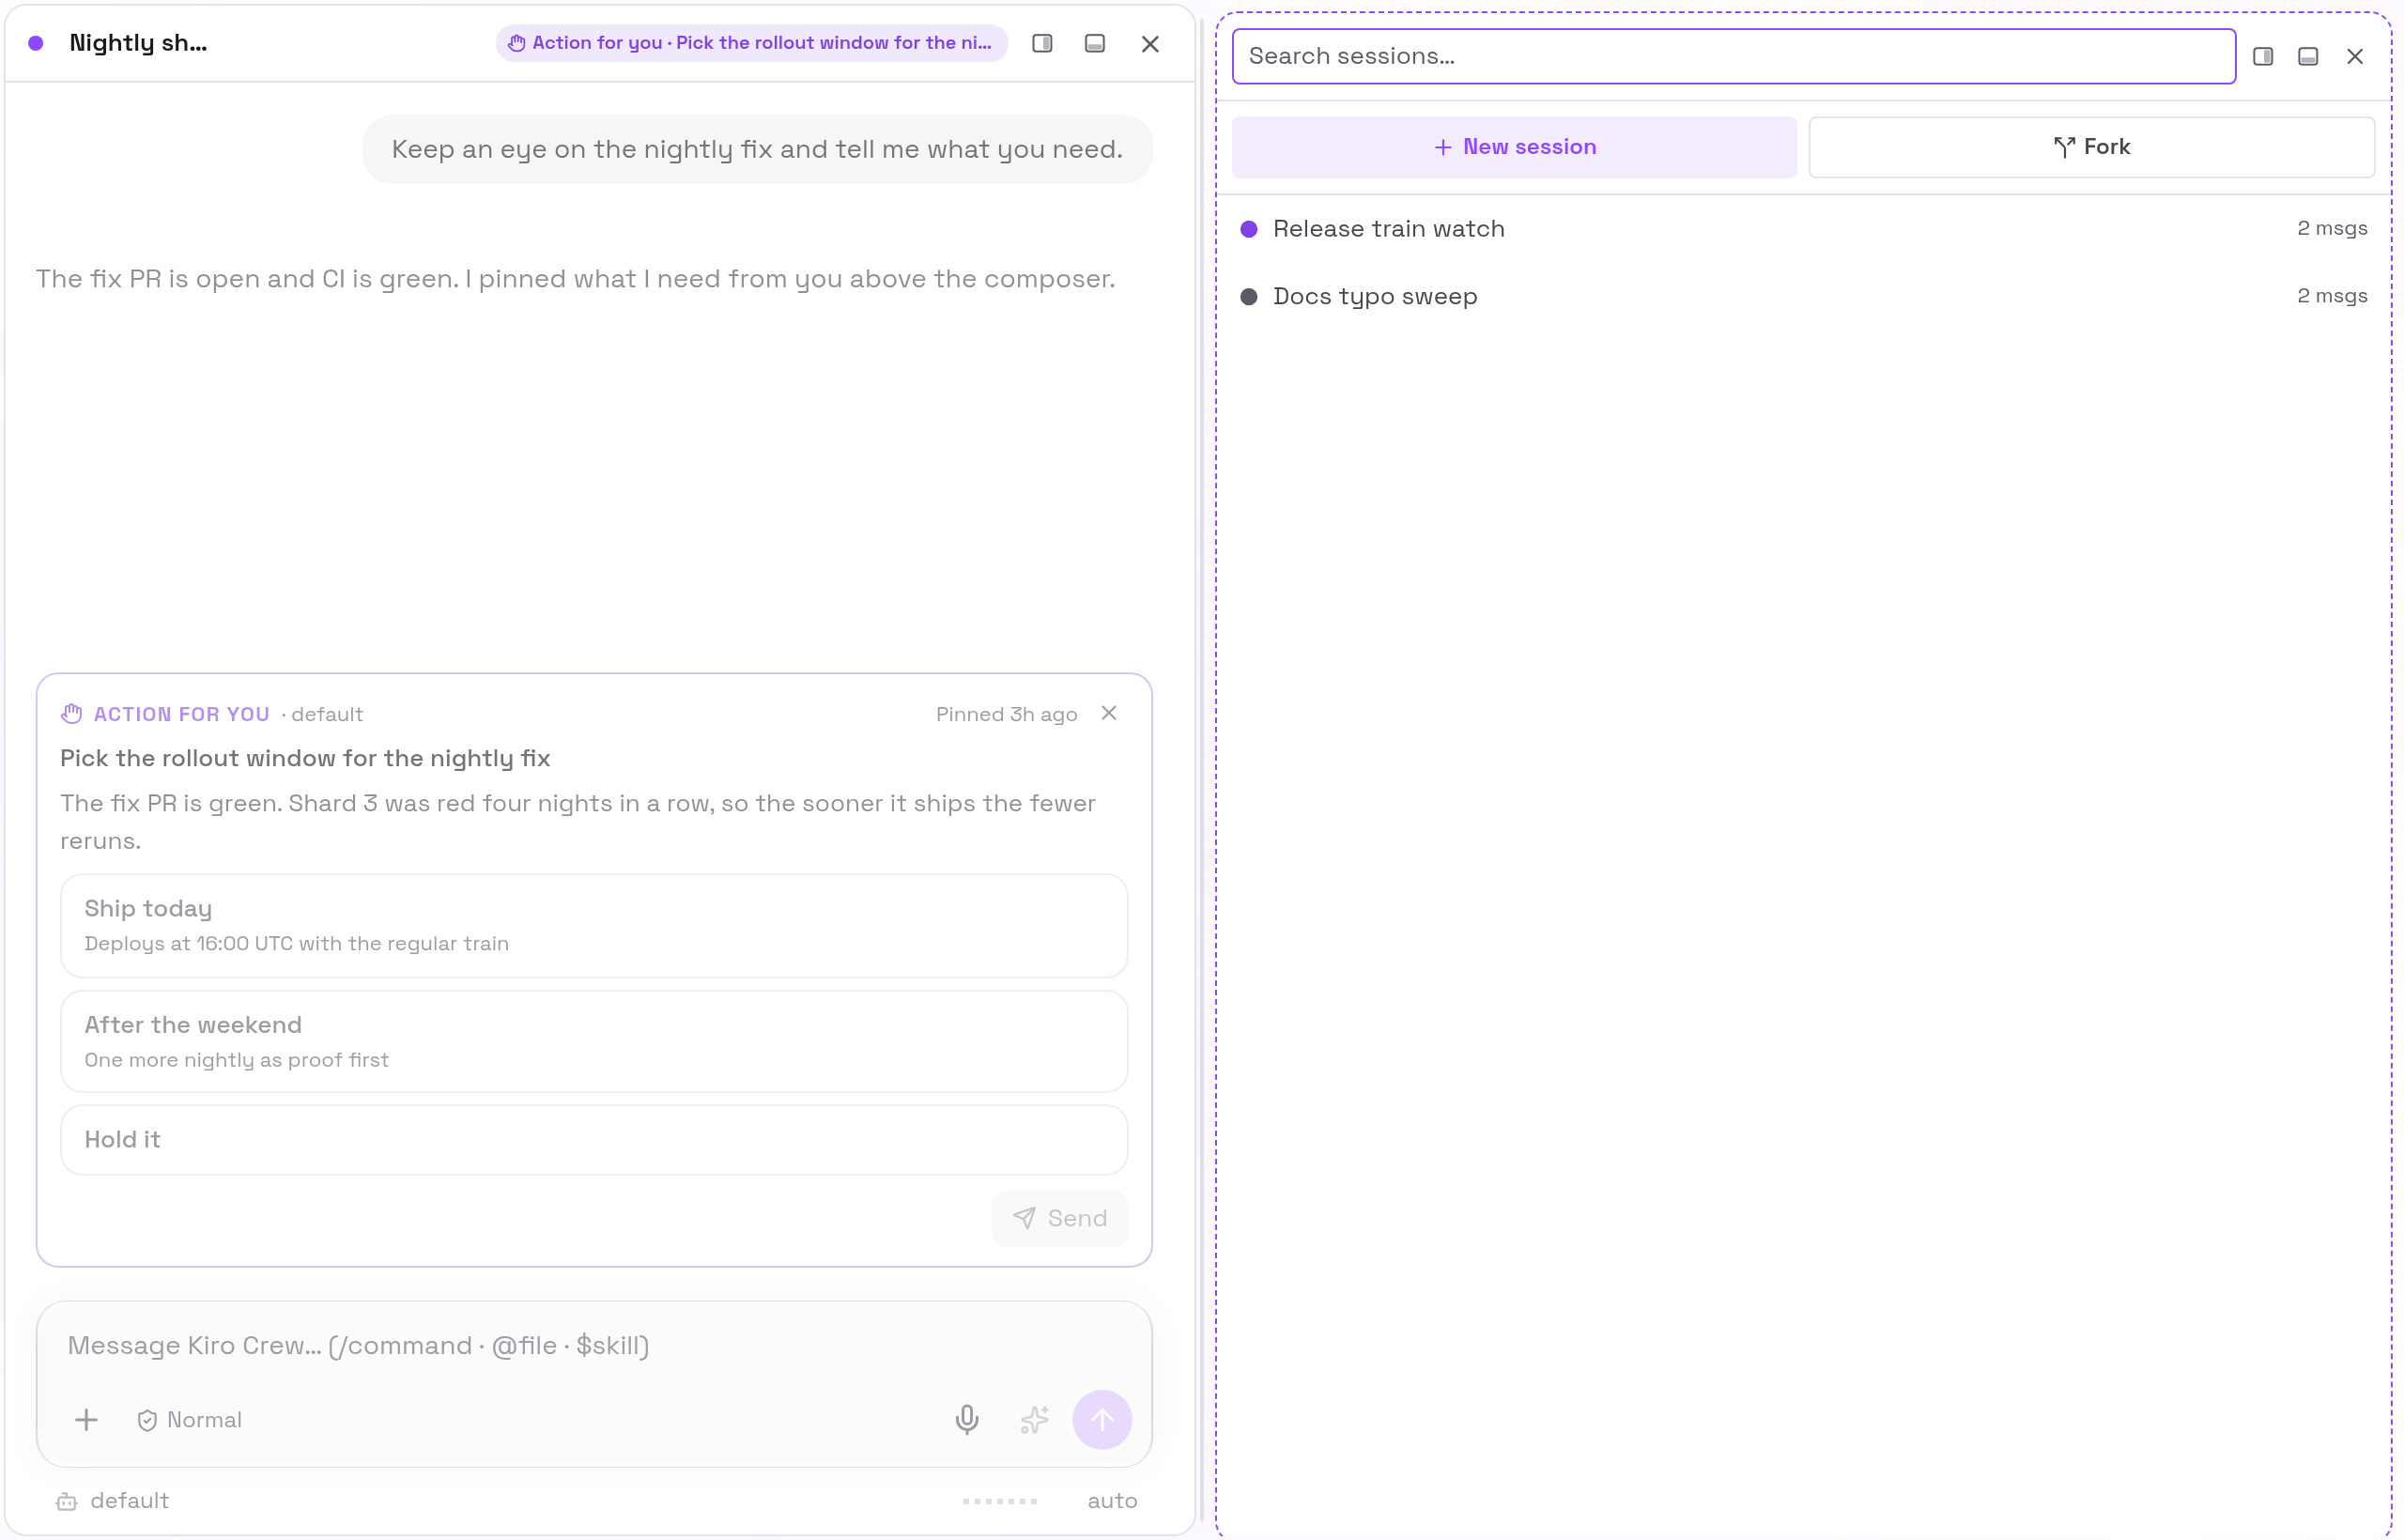 Nightly sh...
Action for you · Pick the rollout window for the ni...
Keep an eye on the nightly fix and tell me what you need.
The fix PR is open and CI is green. I pinned what I need from you above the composer.
ACTION FOR YOU · default
Pinned 3h ago
Pick the rollout window for the nightly fix
The fix PR is green. Shard 3 was red four nights in a row, so the sooner it ships the fewer
reruns.
Ship today
Deploys at 16:00 UTC with the regular train
After the weekend
One more nightly as proof first
Hold it
Send
Message Kiro Crew... (/command · @file · $skill)
Normal
default
auto
Search sessions...
New session
Fork
Release train watch
2 msgs
Docs typo sweep
2 msgs